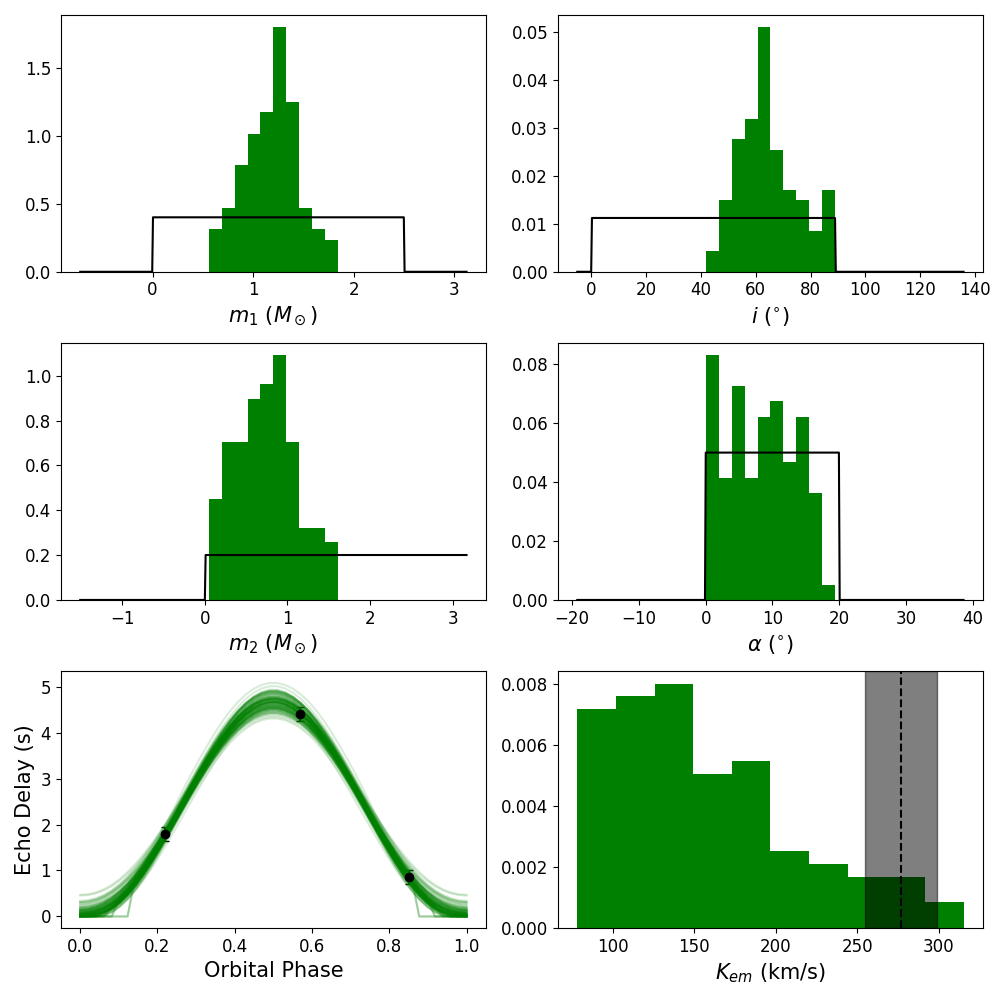 1.5
1.0
0.5
0.0
0 1 2 3
m₁ (M⊙)
0.05
0.04
0.03
0.02
0.01
0.00
0 20 40 60 80 100 120 140
i (°)
1.0
0.8
0.6
0.4
0.2
0.0
−1 0 1 2 3
m₂ (M⊙)
0.08
0.06
0.04
0.02
0.00
−20 −10 0 10 20 30 40
α (°)
Echo Delay (s)
5
4
3
2
1
0
0.0 0.2 0.4 0.6 0.8 1.0
Orbital Phase
0.008
0.006
0.004
0.002
0.000
100 150 200 250 300
Kₑₘ (km/s)